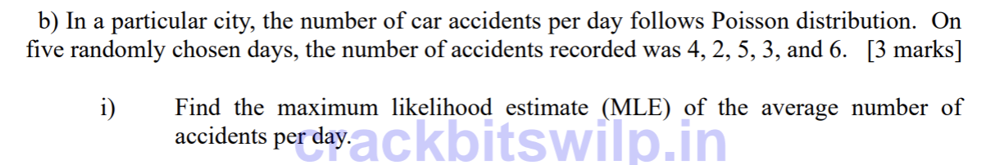 b) In a particular city, the number of car accidents per day follows Poisson distribution. On
five randomly chosen days, the number of accidents recorded was 4, 2, 5, 3, and 6. [3 marks]
i) Find the maximum likelihood estimate (MLE) of the average number of
accidents per day.
crackbitswilp.in